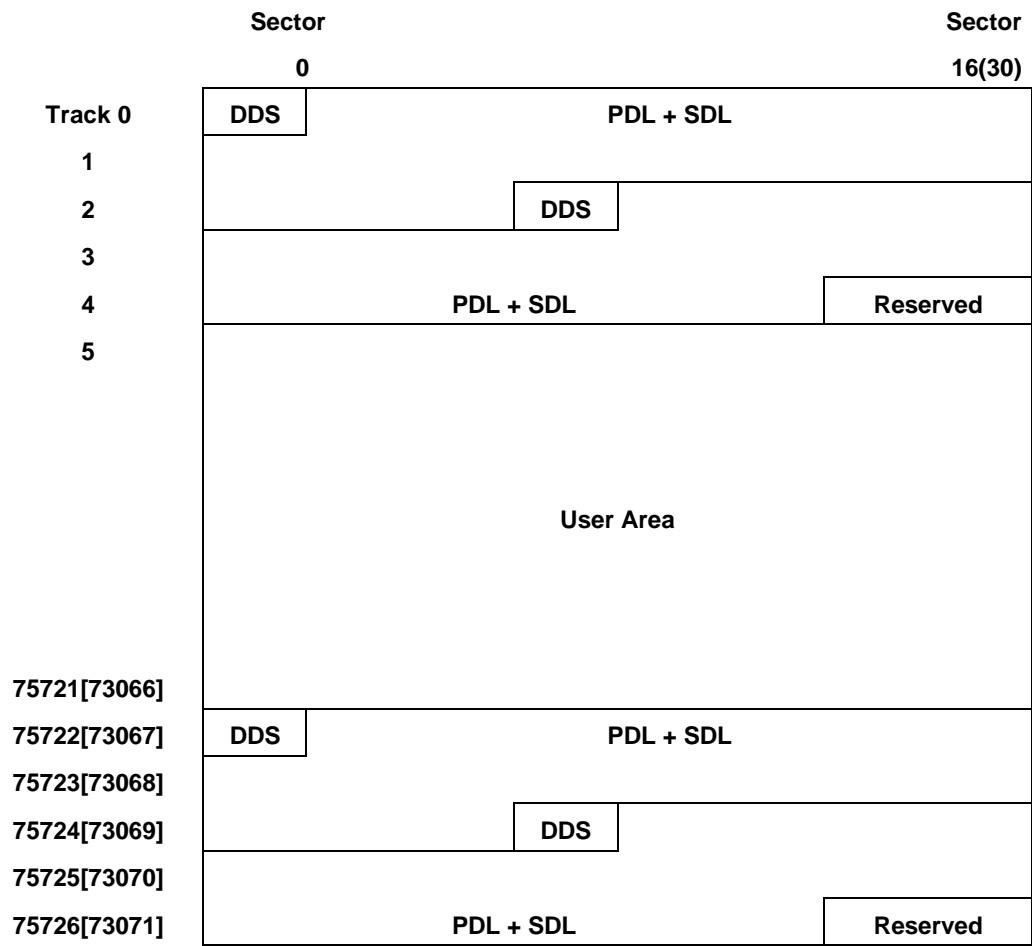 Sector Sector
0 16(30)
Track 0 DDS PDL + SDL
1
2 DDS
3
4 PDL + SDL Reserved
5
User Area
75721[73066]
75722[73067] DDS PDL + SDL
75723[73068]
75724[73069] DDS
75725[73070]
75726[73071] PDL + SDL Reserved